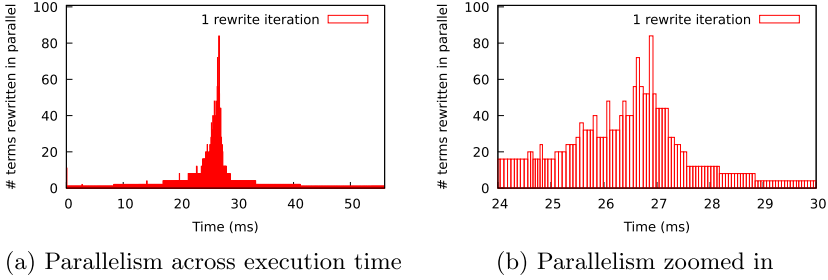 # terms rewritten in parallel
100
80
60
40
20
0
1 rewrite iteration
0 10 20 30 40 50
Time (ms)
(a) Parallelism across execution time
# terms rewritten in parallel
100
80
60
40
20
0
1 rewrite iteration
24 25 26 27 28 29 30
Time (ms)
(b) Parallelism zoomed in